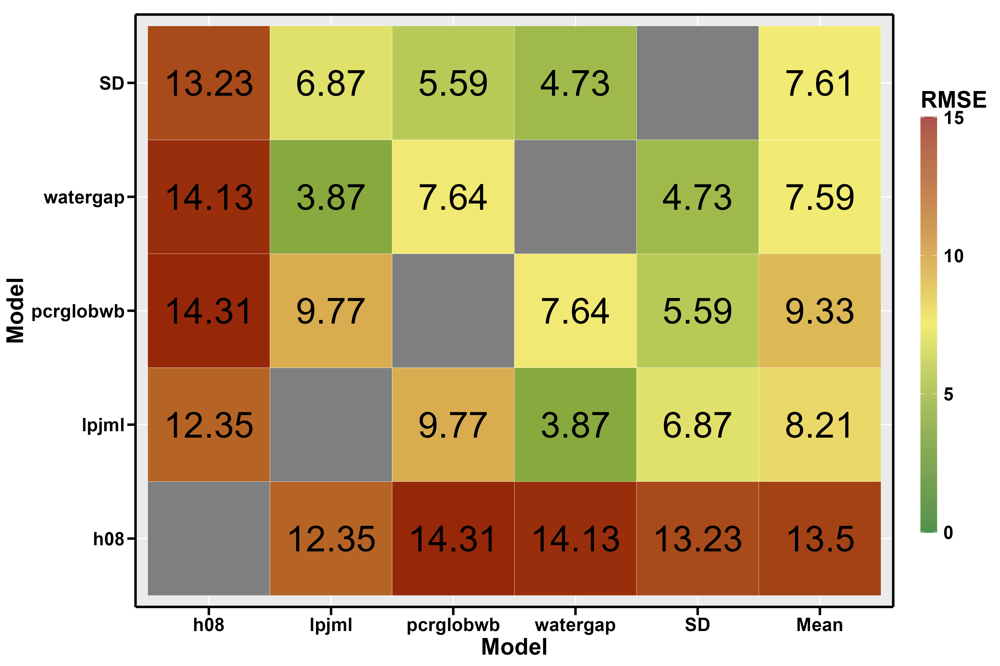 SD 13.23 6.87 5.59 4.73 7.61
watergap 14.13 3.87 7.64 4.73 7.59
pcrglobwb 14.31 9.77 7.64 5.59 9.33
lpjml 12.35 9.77 3.87 6.87 8.21
h08 12.35 14.31 14.13 13.23 13.5
h08 lpjml pcrglobwb watergap SD Mean
Model
Model
RMSE
15
10
5
0